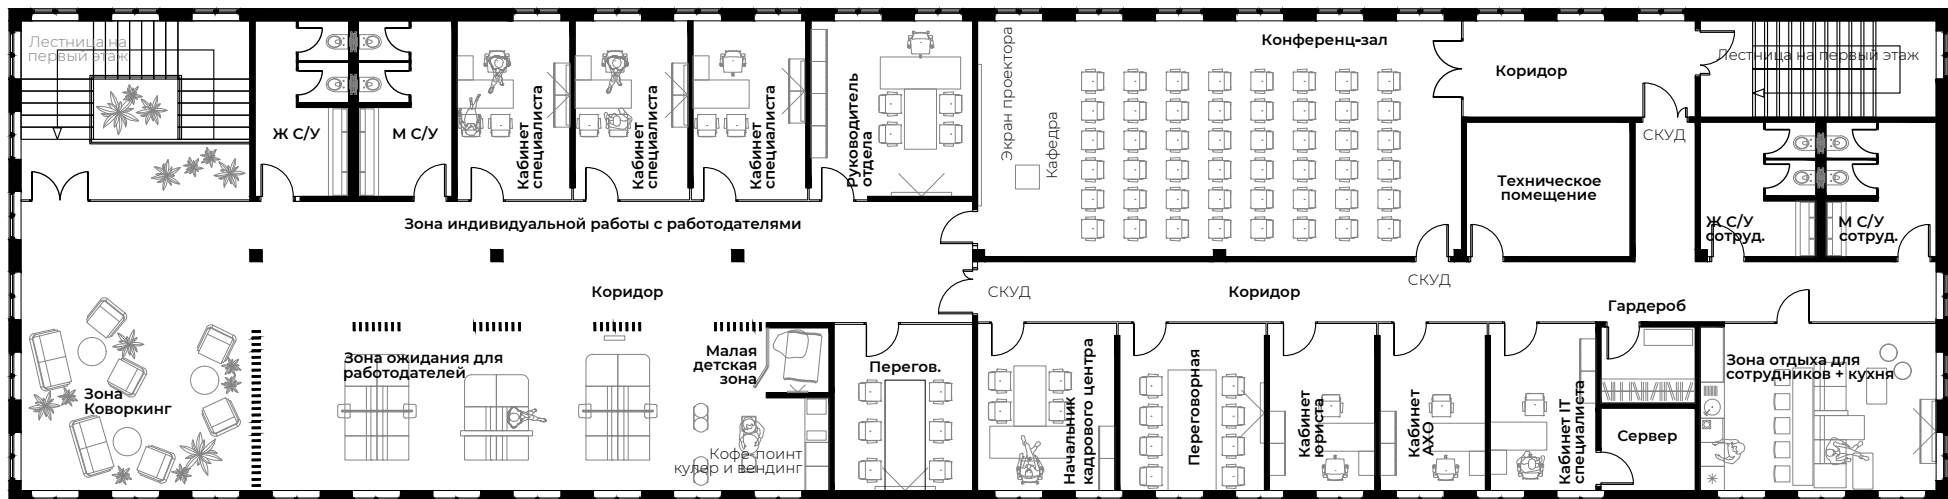 Лестница на
первый этаж
Ж С/У
М С/У
Кабинет
специалиста
Кабинет
специалиста
Кабинет
специалиста
Руководитель
отдела
Экран проектора
Кафедра
Конференц-зал
Коридор
Лестница на первый этаж
СКУД
Техническое
помещение
Ж С/У
сотруд.
М С/У
сотруд.
Зона индивидуальной работы с работодателями
Коридор
СКУД
Коридор
СКУД
Гардероб
Зона
Коворкинг
Зона ожидания для
работодателей
Малая
детская
зона
Кофе-поинт
кулер и вендинг
Перегов.
Начальник
кадрового центра
Переговорная
Кабинет
юриста
Кабинет
АХО
Кабинет IT
специалиста
Сервер
Зона отдыха для
сотрудников + кухня